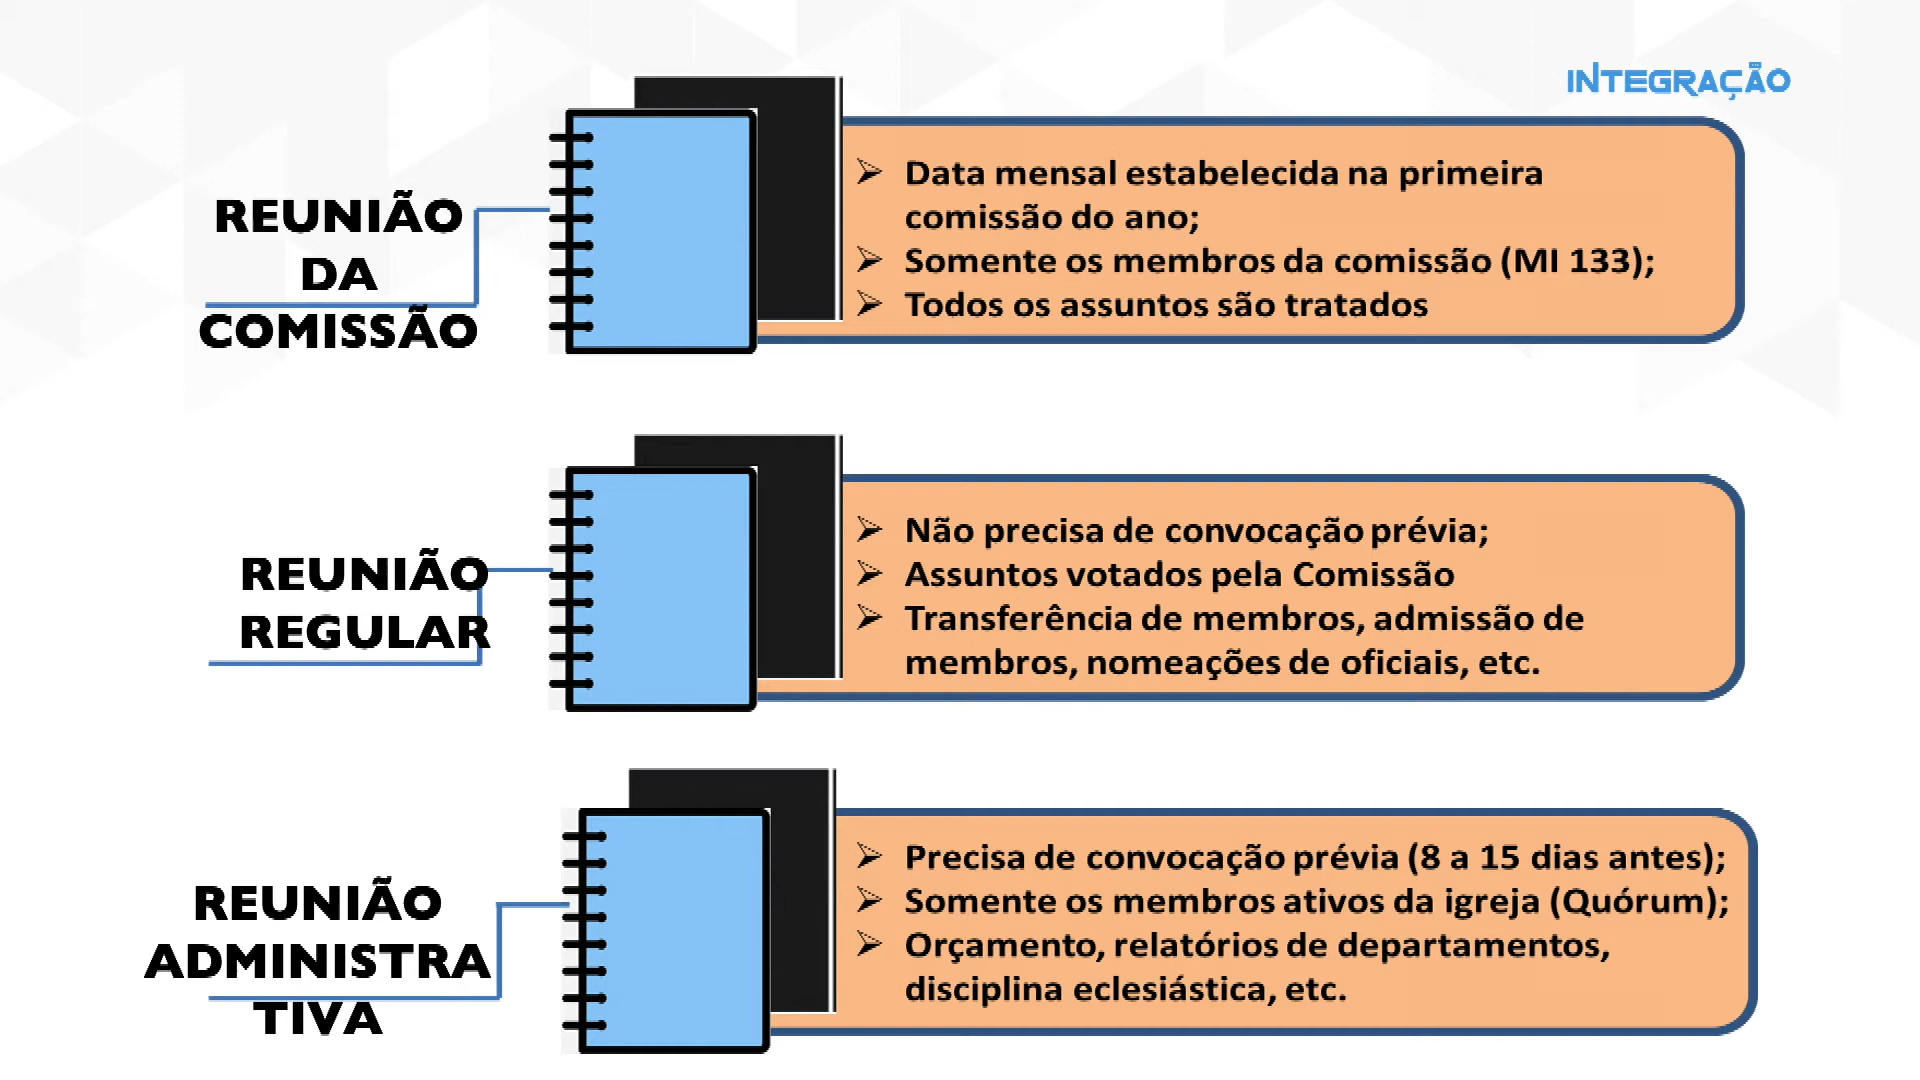 INTEGRAÇÃO
REUNIÃO
DA
COMISSÃO
➢ Data mensal estabelecida na primeira
comissão do ano;
➢ Somente os membros da comissão (MI 133);
➢ Todos os assuntos são tratados
REUNIÃO
REGULAR
➢ Não precisa de convocação prévia;
➢ Assuntos votados pela Comissão
➢ Transferência de membros, admissão de
membros, nomeações de oficiais, etc.
REUNIÃO
ADMINISTRA
TIVA
➢ Precisa de convocação prévia (8 a 15 dias antes);
➢ Somente os membros ativos da igreja (Quórum);
➢ Orçamento, relatórios de departamentos,
disciplina eclesiástica, etc.